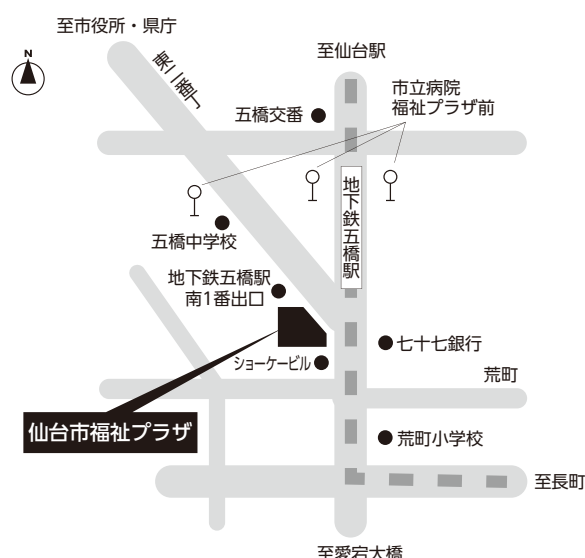 至市役所・県庁
N
至仙台駅
東二番丁
市立病院
福祉プラザ前
五橋交番
地下鉄五橋駅
五橋中学校
地下鉄五橋駅
南1番出口
七十七銀行
ショーケービル
荒町
仙台市福祉プラザ
荒町小学校
至長町
至愛宕大橋